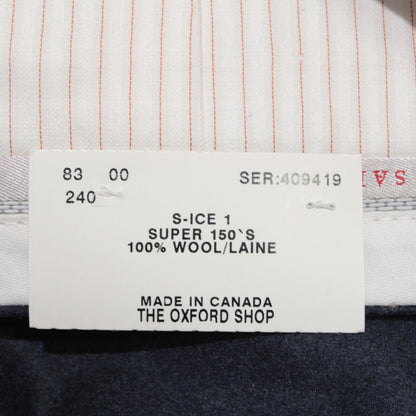 83 00 SER:409419
240
S-ICE 1
SUPER 150`S
100% WOOL/LAINE
MADE IN CANADA
THE OXFORD SHOP